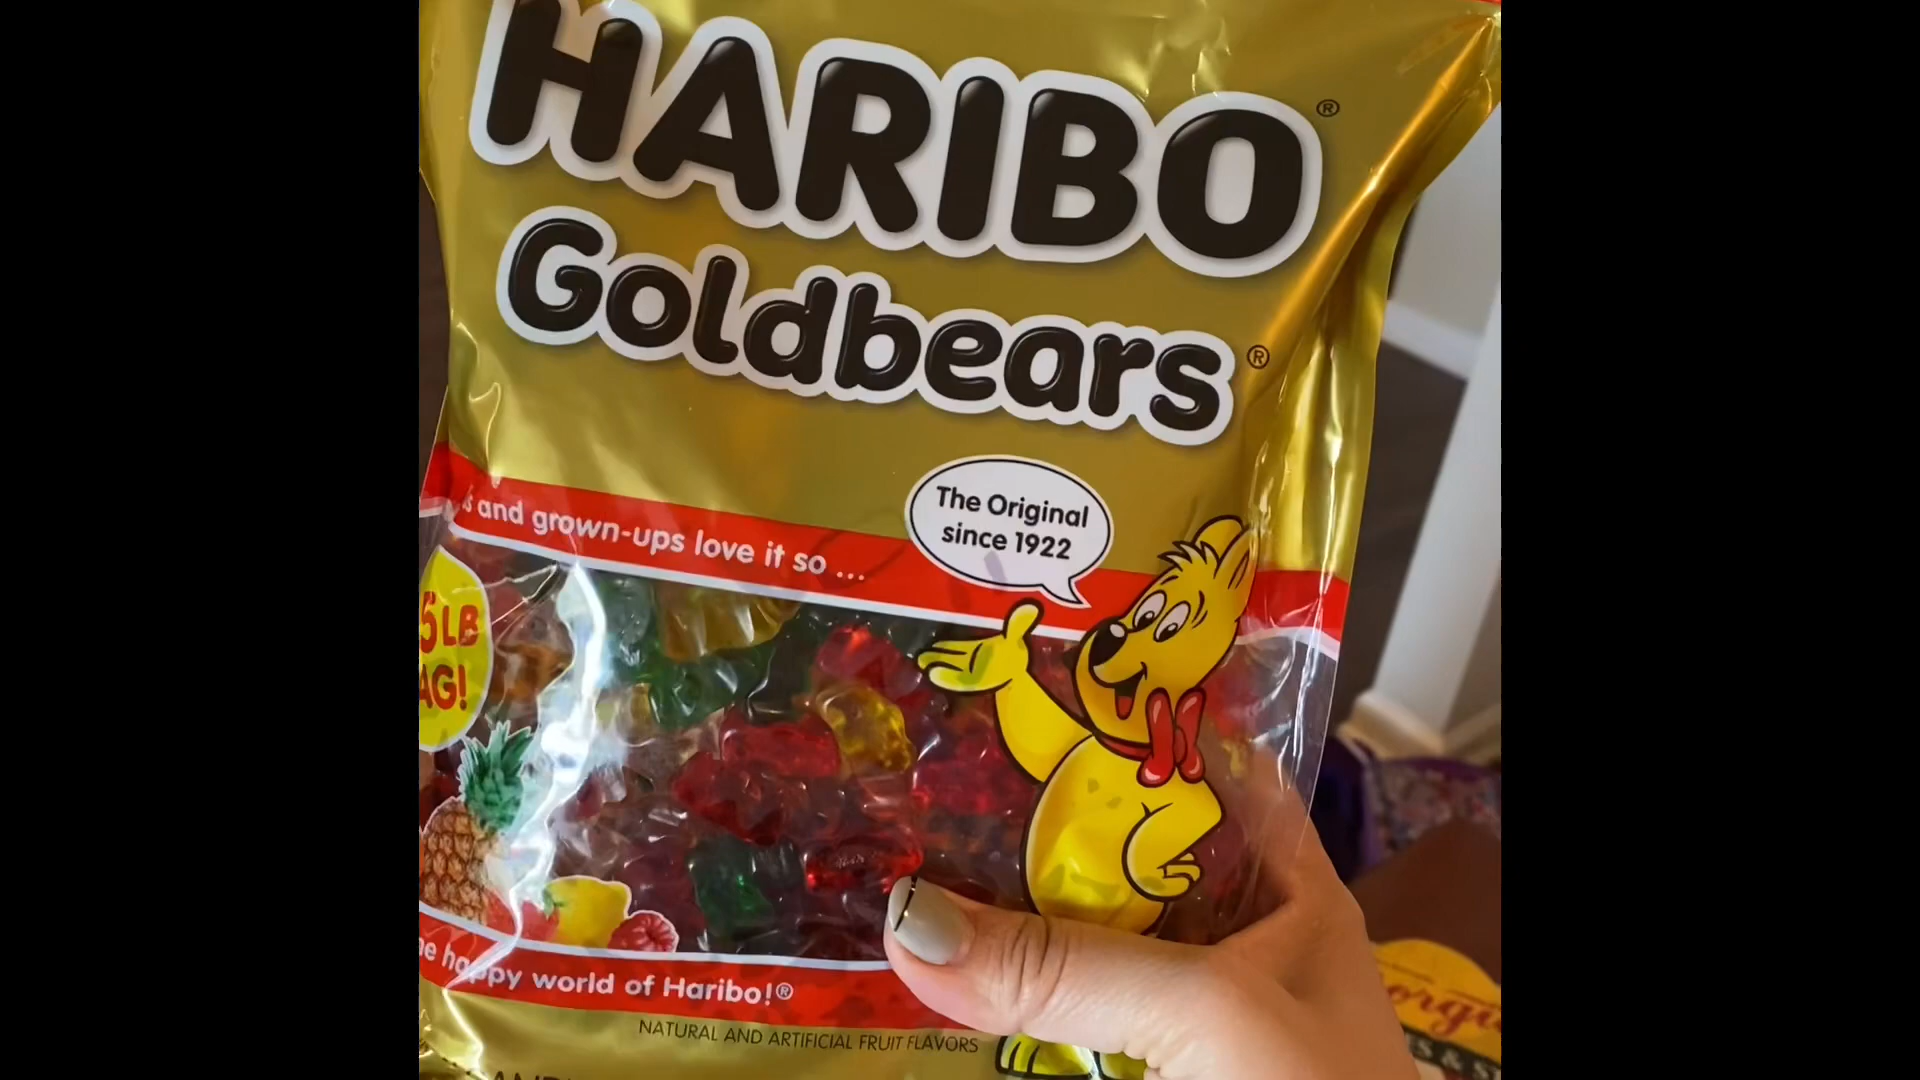 HARIBO®
Goldbears®
The Original
since 1922
and grown-ups love it so ...
5 LB
happy world of Haribo!®
NATURAL AND ARTIFICIAL FRUIT FLAVORS